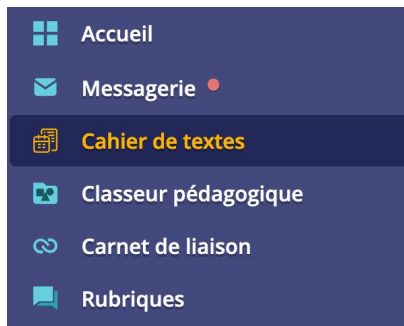 Accueil
Messagerie
Cahier de textes
Classeur pédagogique
Carnet de liaison
Rubriques